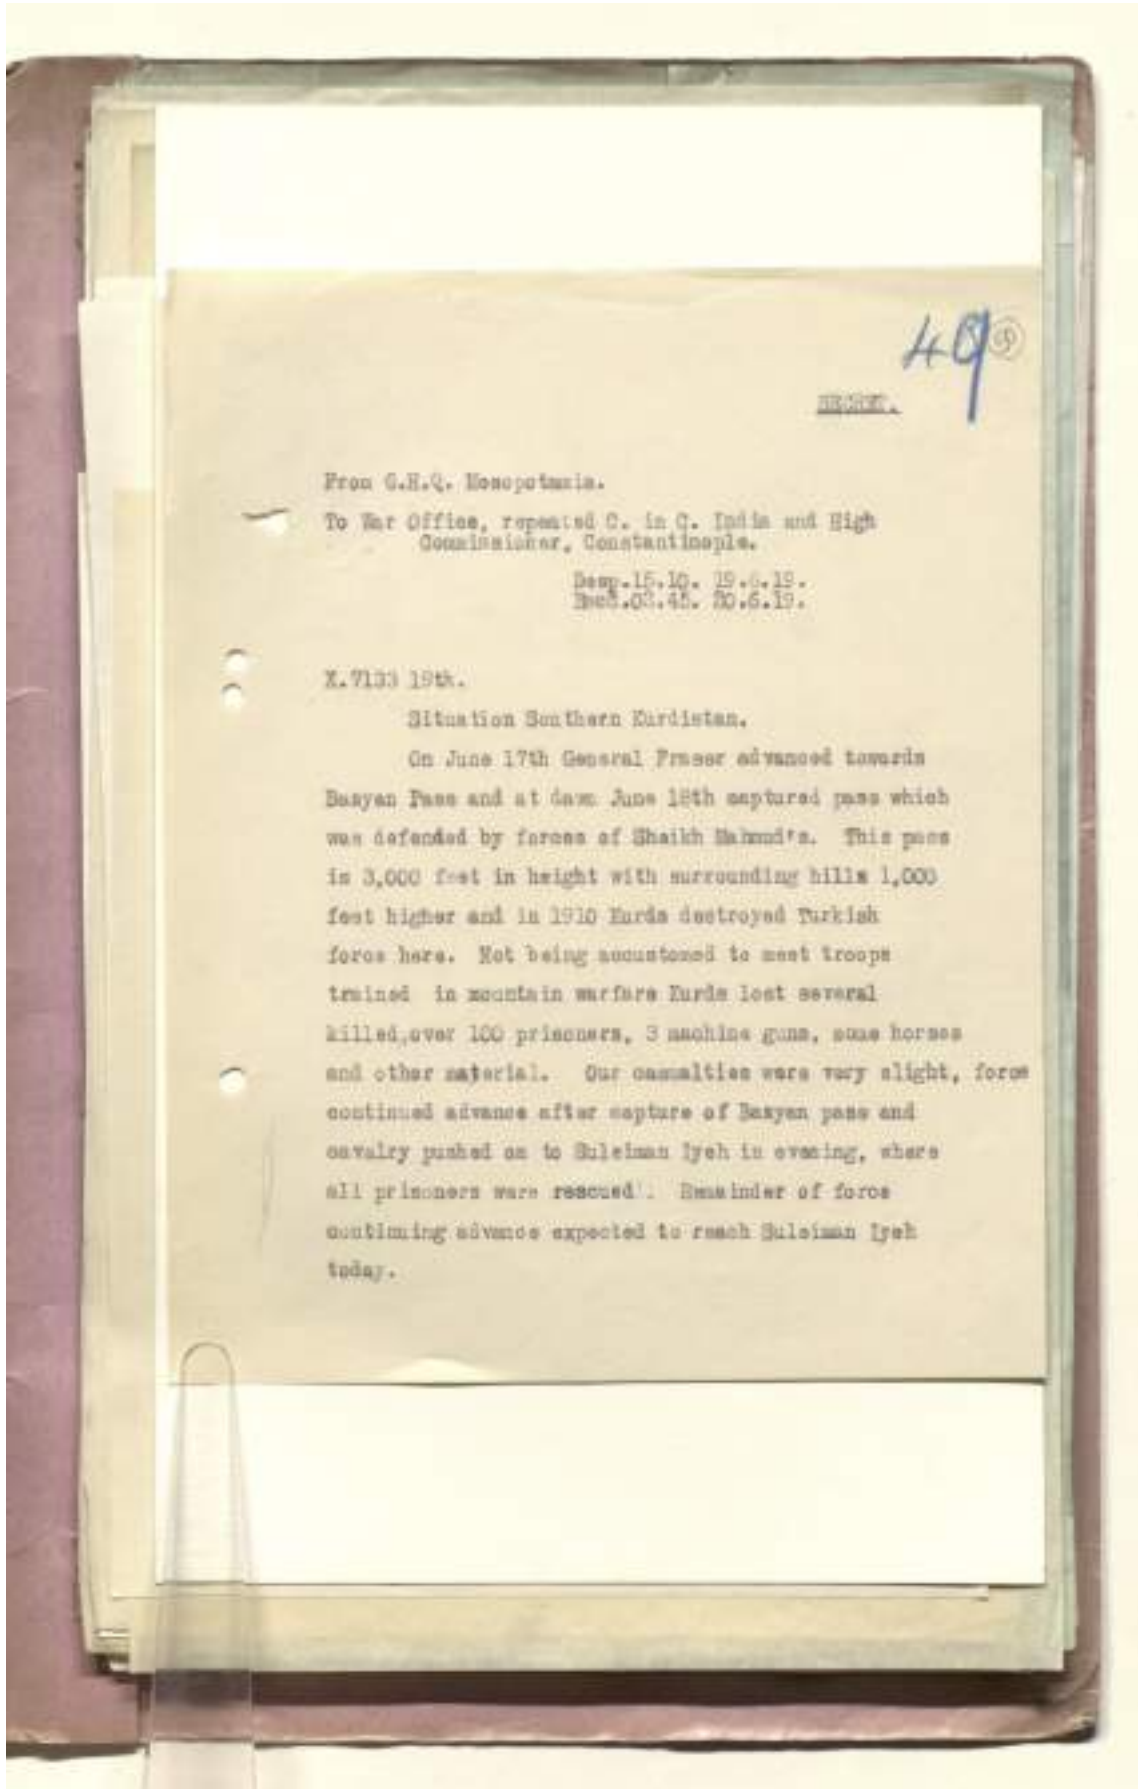 49
SECRET.
From G.H.Q. Mesopotamia.
To War Office, repeated C. in C. India and High
Commissioner, Constantinople.
Desp.15.10. 19.6.19.
Recd.03.45. 20.6.19.
X.7133 19th.
Situation Southern Kurdistan.
On June 17th General Fraser advanced towards
Basyan Pass and at dawn June 18th captured pass which
was defended by forces of Shaikh Mahmud's. This pass
is 3,000 feet in height with surrounding hills 1,000
feet higher and in 1910 Kurds destroyed Turkish
force here. Not being accustomed to meet troops
trained in mountain warfare Kurds lost several
killed,over 100 prisoners, 3 machine guns, some horses
and other material. Our casualties were very slight, force
continued advance after capture of Basyan pass and
cavalry pushed on to Suleiman Iyeh in evening, where
all prisoners were rescued. Remainder of force
continuing advance expected to reach Suleiman Iyeh
today.